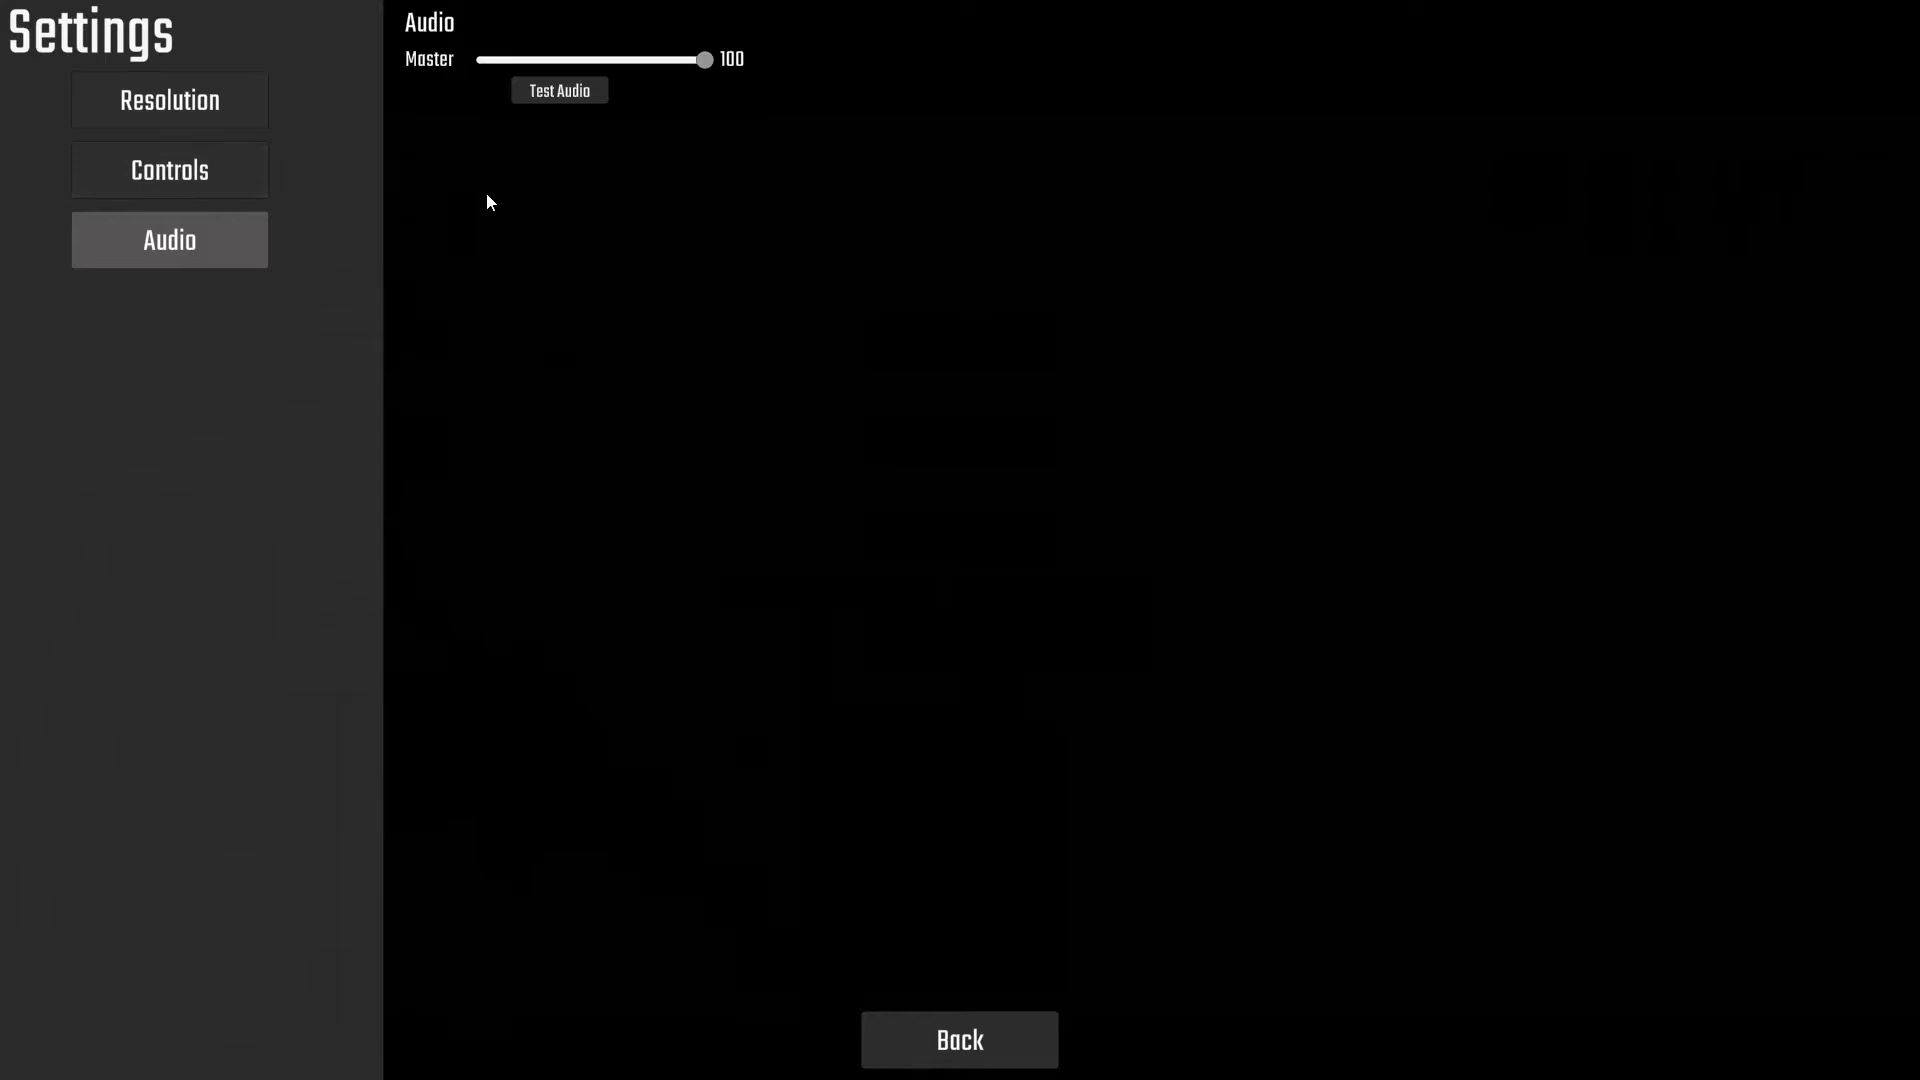 Settings
Resolution
Controls
Audio
Audio
Master 100
Test Audio
Back